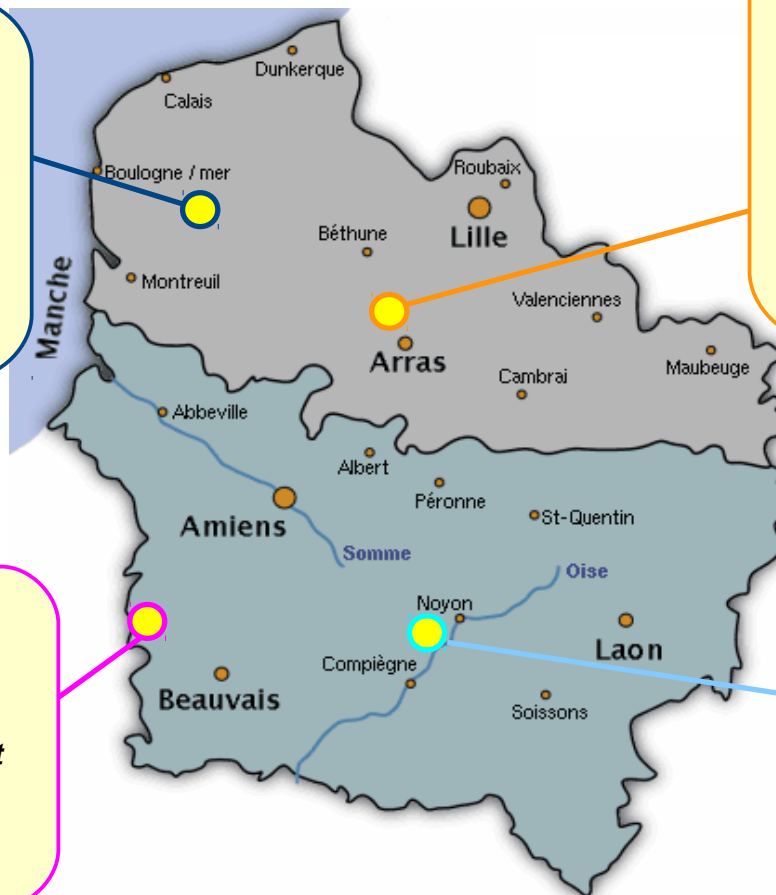 Dunkerque
Calais
Boulogne / mer
Roubaix
Lille
Béthune
Montreuil
Manche
Valenciennes
Arras
Maubeuge
Cambrai
Abbeville
Albert
Péronne
Amiens
St-Quentin
Somme
Oise
Noyon
Laon
Compiègne
Beauvais
Soissons
t